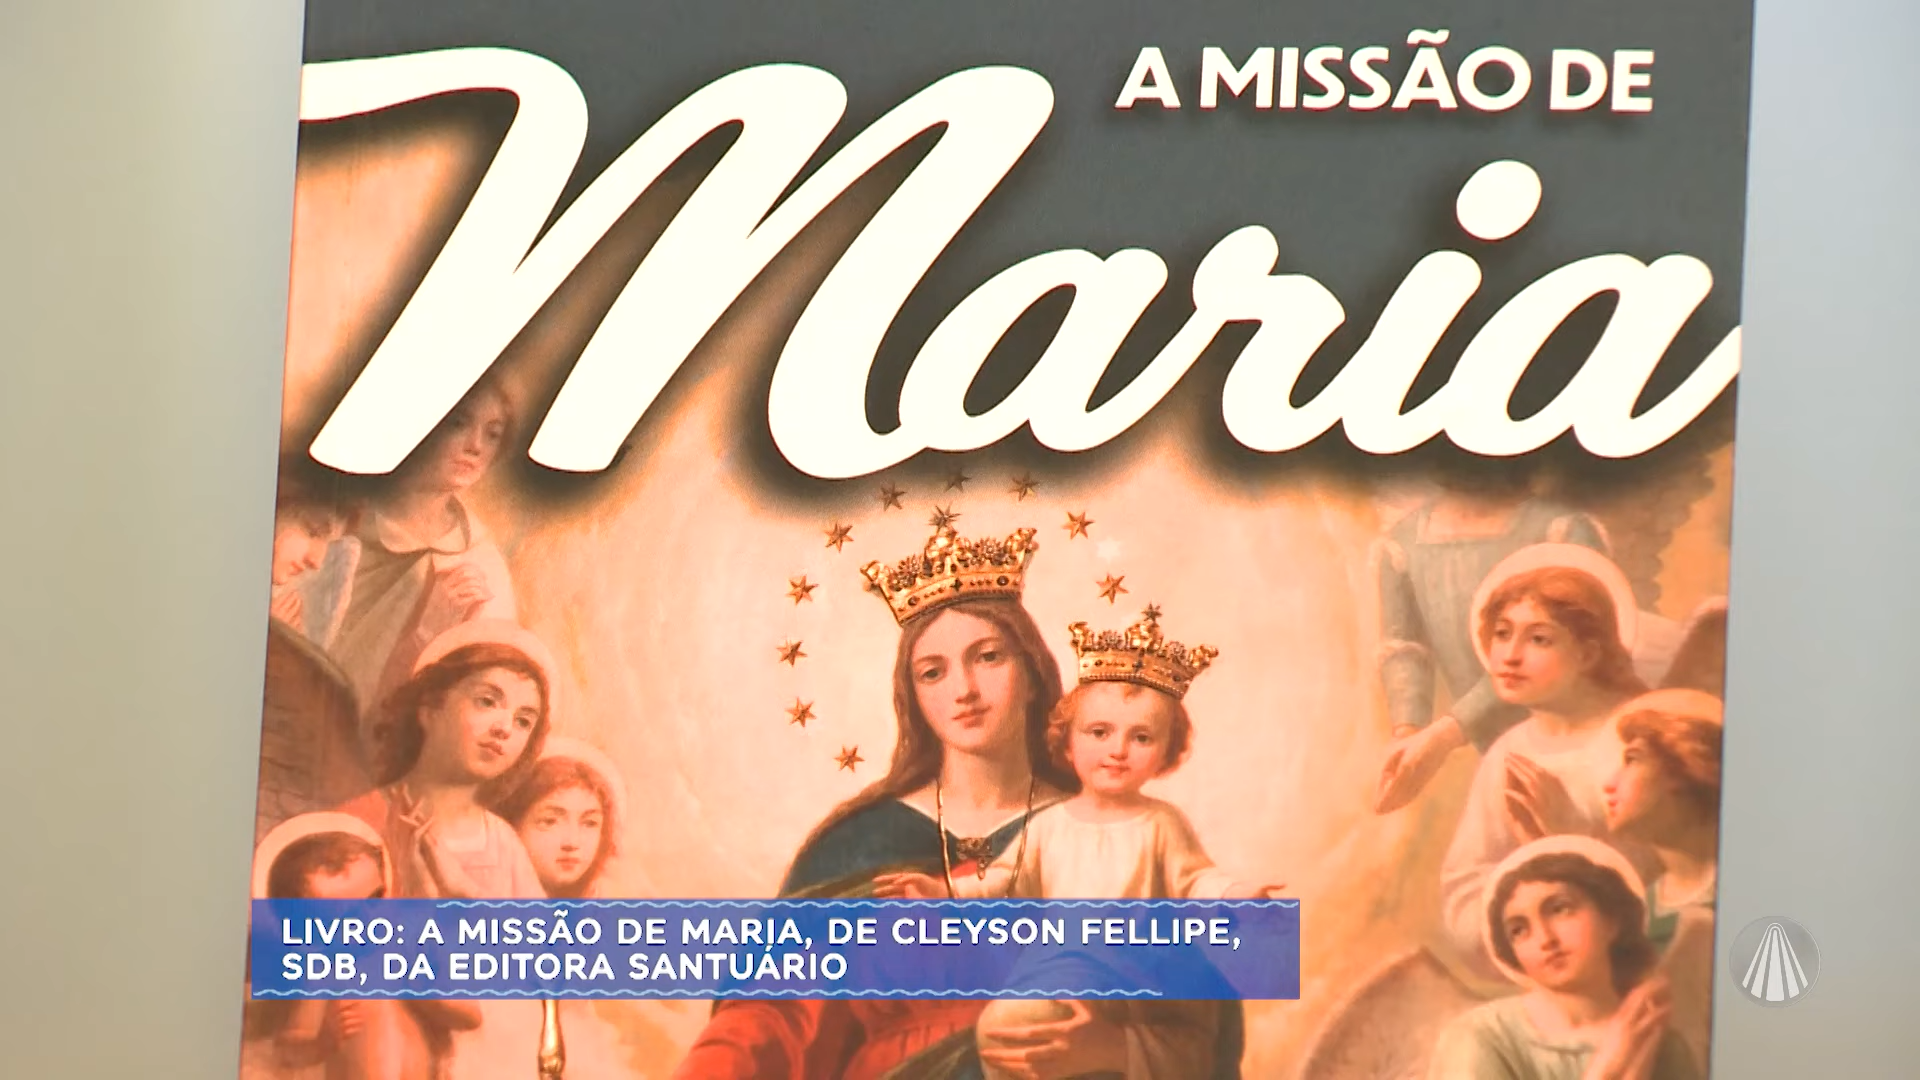 A MISSÃO DE
Maria
LIVRO: A MISSÃO DE MARIA, DE CLEYSON FELLIPE,
SDB, DA EDITORA SANTUÁRIO